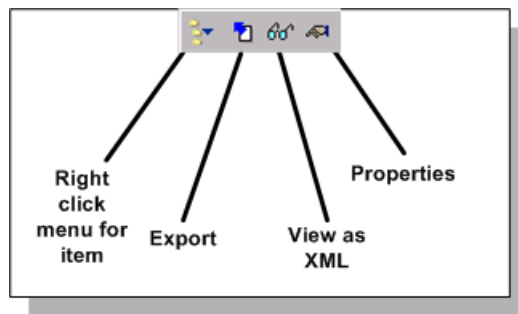 Right
click
menu for
item
Export
View as
XML
Properties